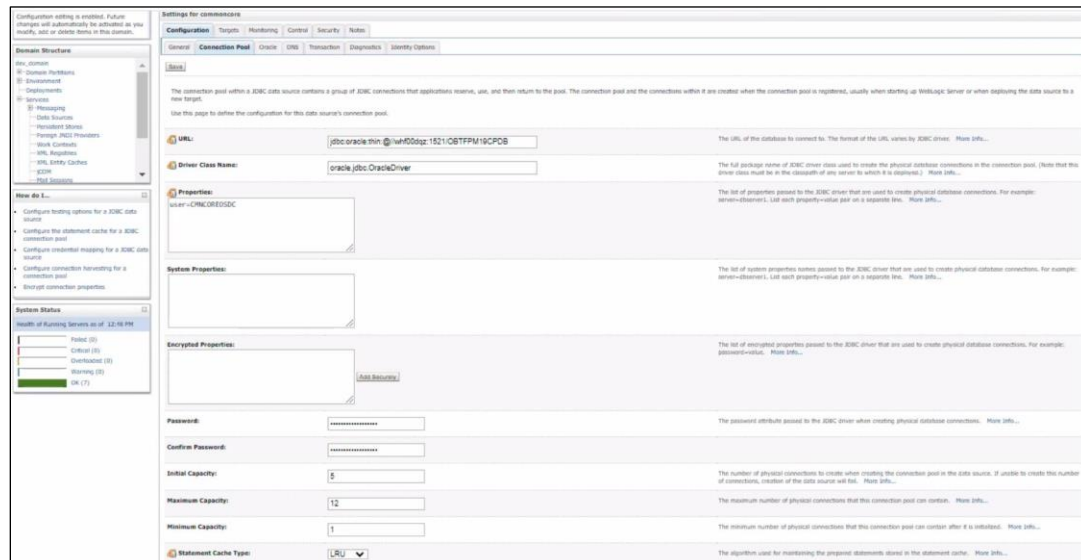 Configuration editing is enabled. Future
changes will automatically be activated as you
modify, add or delete items in this domain.
Domain Structure
dev_domain
Domain Partitions
Environment
Deployments
Services
Messaging
Data Sources
Persistent Stores
Foreign JNDI Providers
Work Contexts
XML Registries
XML Entity Caches
jCOM
Mail Sessions
How do I...
Configure testing options for a JDBC data
source
Configure the statement cache for a JDBC
connection pool
Configure credential mapping for a JDBC data
source
Configure connection harvesting for a
connection pool
Encrypt connection properties
System Status
Health of Running Servers as of 12:46 PM
Failed (0)
Critical (0)
Overloaded (0)
Warning (0)
OK (7)
Settings for commoncors
Configuration Targets Monitoring Control Security Notes
General Connection Pool Oracle ONS Transaction Diagnostics Identity Options
Save
The connection pool within a JDBC data source contains a group of JDBC connections that applications reserve, use, and then return to the pool. The connection pool and the connections within it are created when the connection pool is registered, usually when starting up WebLogic Server or when deploying the data source to a
new target.
Use this page to define the configuration for this data source's connection pool.
URL: jdbc:oracle:thin:@//whf00dqz:1521/OBTFPM19CPDB The URL of the database to connect to. The format of the URL varies by JDBC driver. More Info...
Driver Class Name: oracle.jdbc.OracleDriver The full package name of JDBC driver class used to create the physical database connections in the connection pool. (Note that this
driver class must be in the classpath of any server to which it is deployed.) More Info...
Properties: The list of properties passed to the JDBC driver that are used to create physical database connections. For example:
server=dbserver1. List each property=value pair on a separate line. More Info...
user=CMNCOREDSDC
System Properties: The list of system properties names passed to the JDBC driver that are used to create physical database connections. For example:
server=dbserver1. List each property=value pair on a separate line. More Info...
Encrypted Properties: The list of encrypted properties passed to the JDBC driver that are used to create physical database connections. For example:
password=value. More Info...
Add Securely
Password: •••••••••••••••••• The password attribute passed to the JDBC driver when creating physical database connections. More Info...
Confirm Password: ••••••••••••••••••
Initial Capacity: 5 The number of physical connections to create when creating the connection pool in the data source. If unable to create this number
of connections, creation of the data source will fail. More Info...
Maximum Capacity: 12 The maximum number of physical connections that this connection pool can contain. More Info...
Minimum Capacity: 1 The minimum number of physical connections that this connection pool can contain after it is initialized. More Info...
Statement Cache Type: LRU The algorithm used for maintaining the prepared statements stored in the statement cache. More Info...